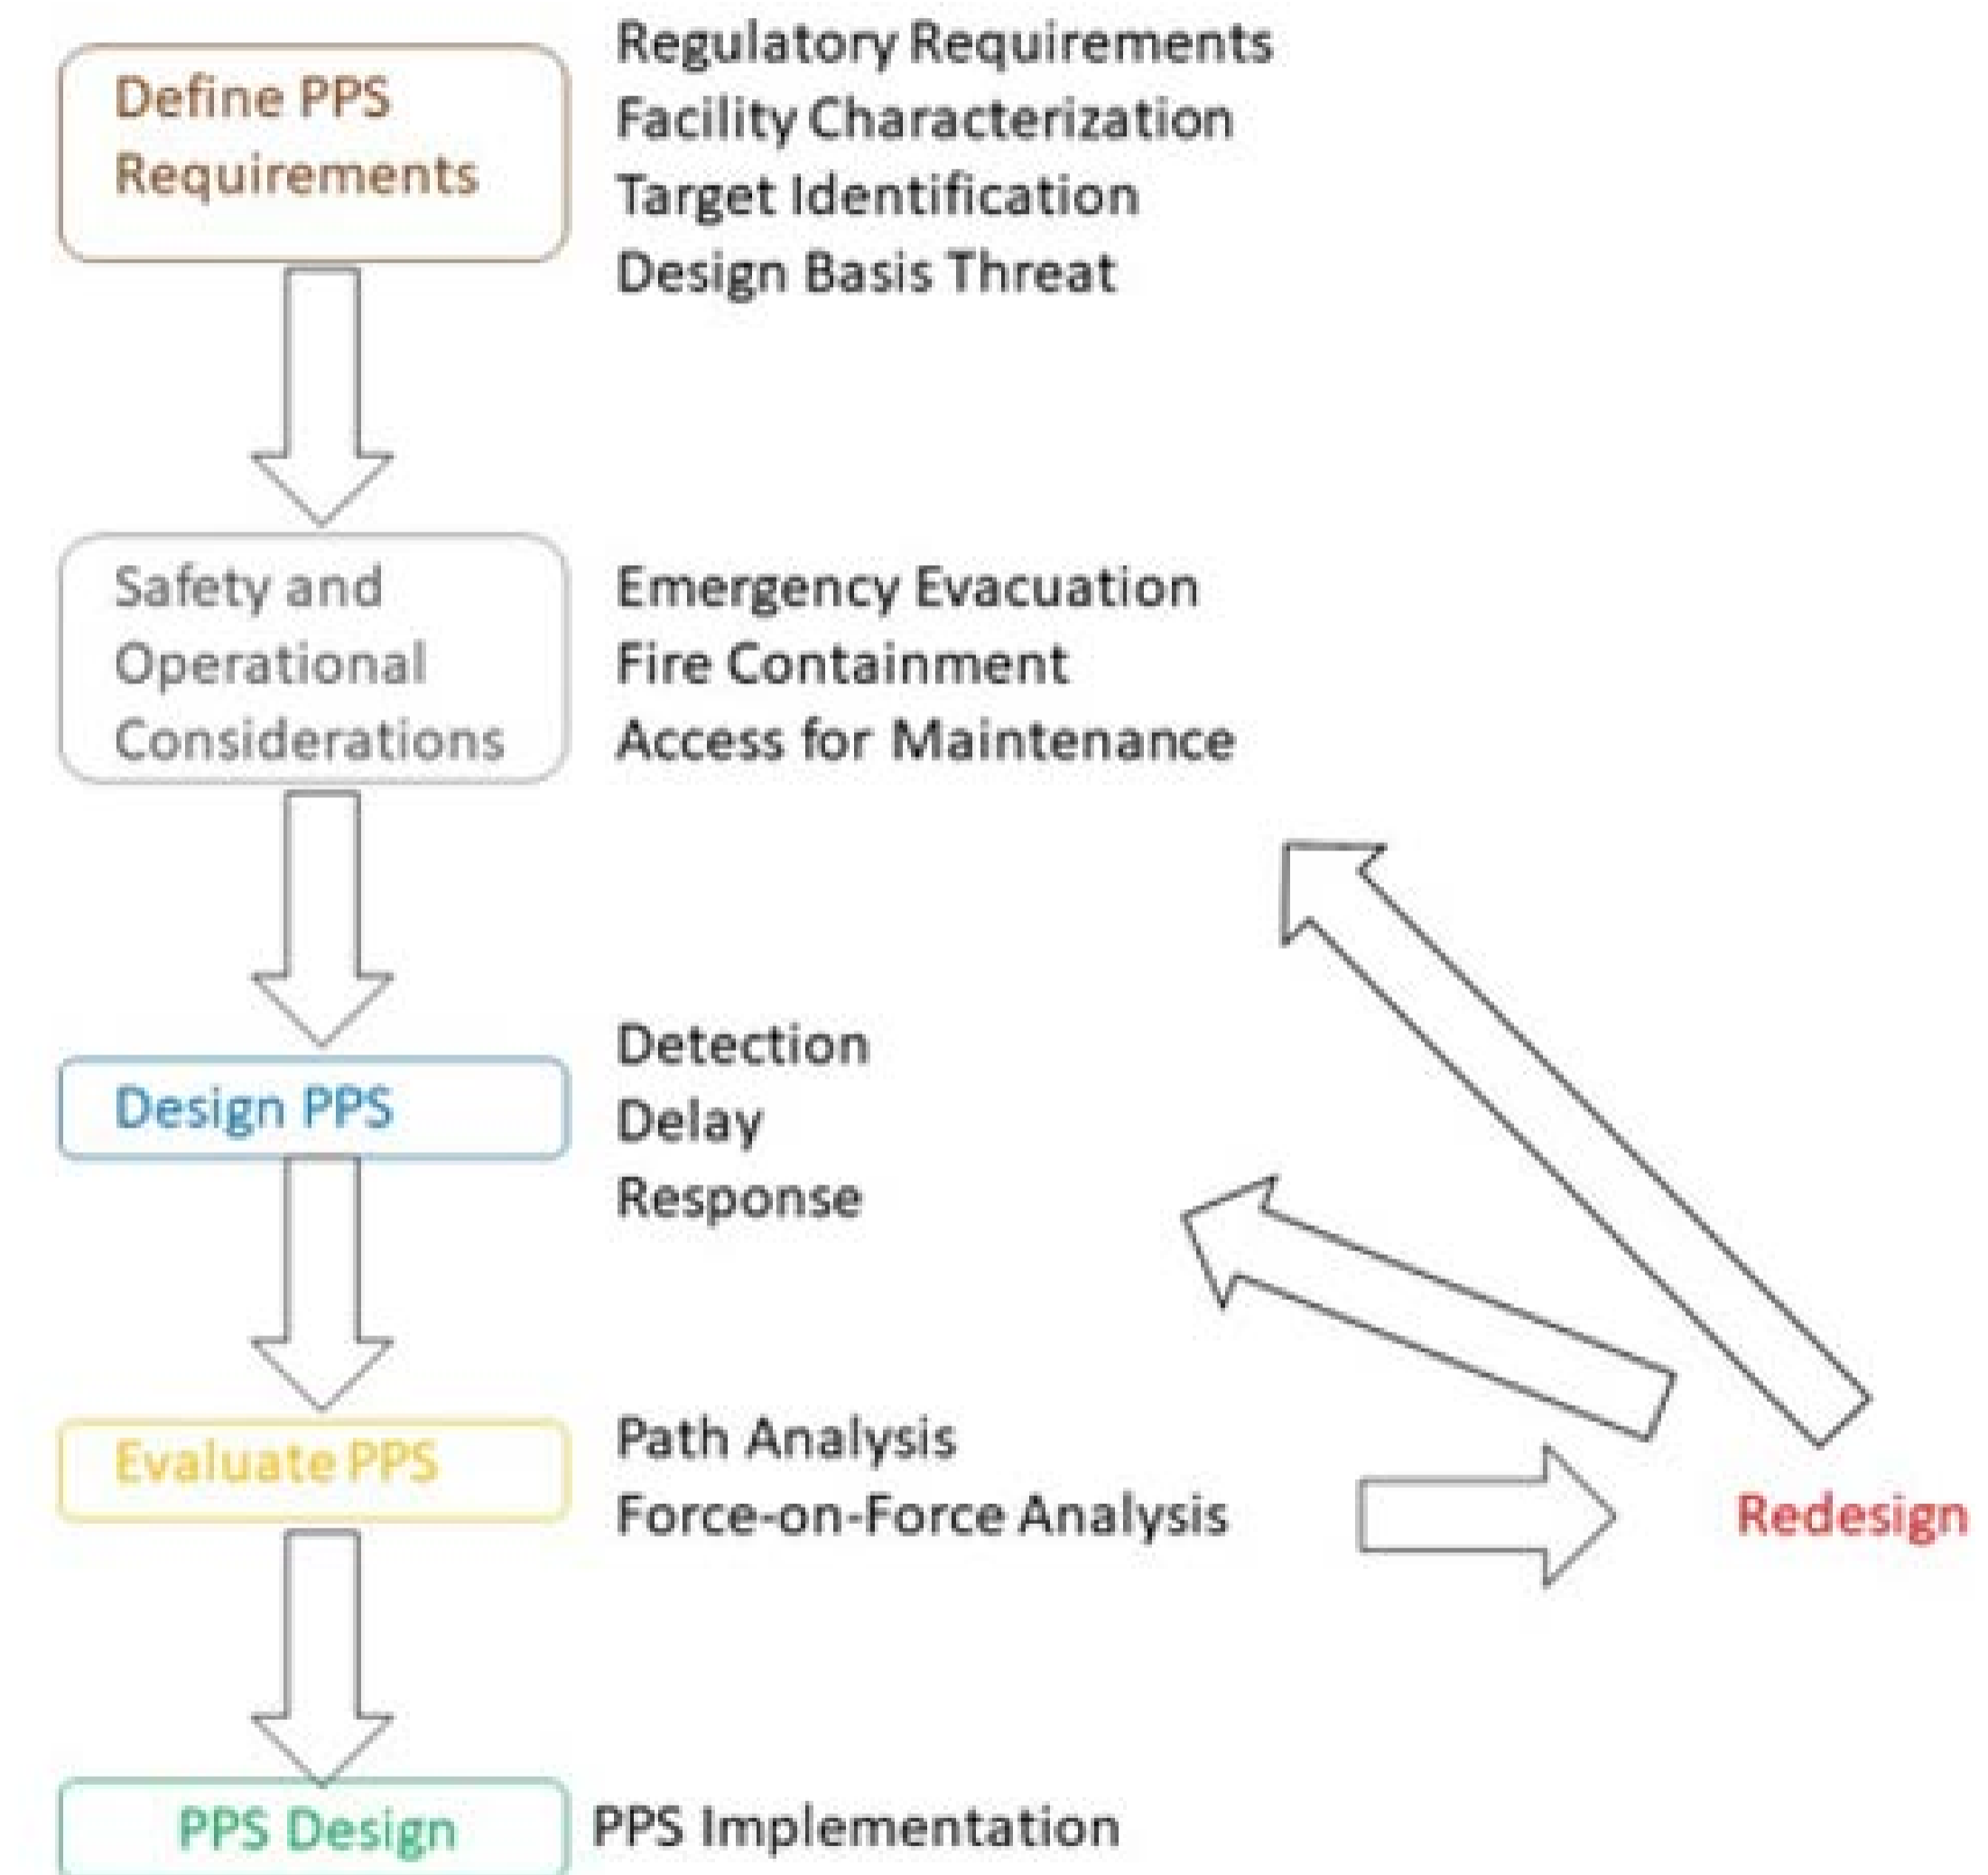 Define PPS
Requirements
Regulatory Requirements
Facility Characterization
Target Identification
Design Basis Threat
Safety and
Operational
Considerations
Emergency Evacuation
Fire Containment
Access for Maintenance
Design PPS
Detection
Delay
Response
Evaluate PPS
Path Analysis
Force-on-Force Analysis
Redesign
PPS Design
PPS Implementation